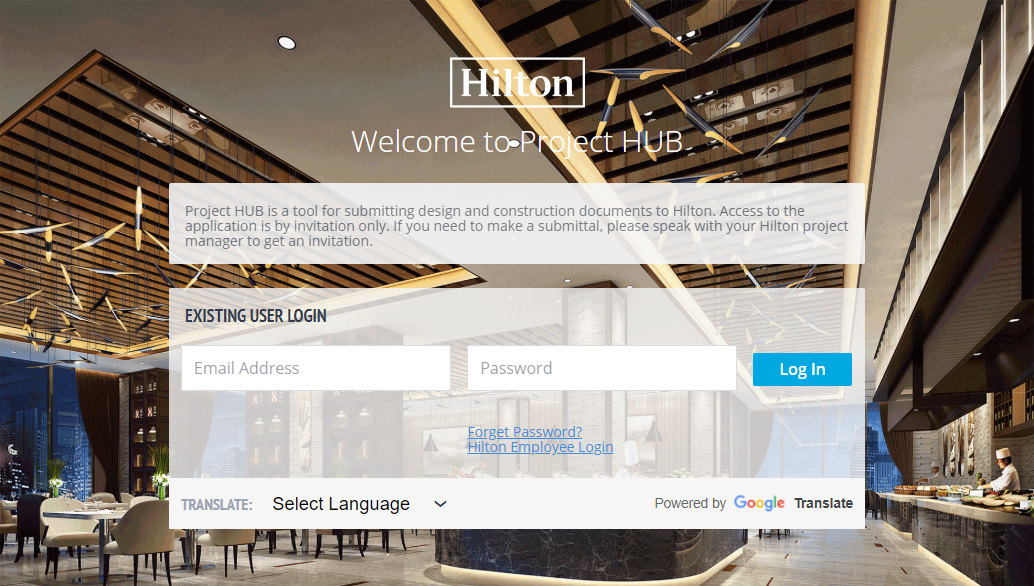 Hilton
Welcome to Project HUB
Project HUB is a tool for submitting design and construction documents to Hilton. Access to the
application is by invitation only. If you need to make a submittal, please speak with your Hilton project
manager to get an invitation.
EXISTING USER LOGIN
Email Address
Password
Log In
Forget Password?
Hilton Employee Login
TRANSLATE:
Select Language
Powered by Google Translate